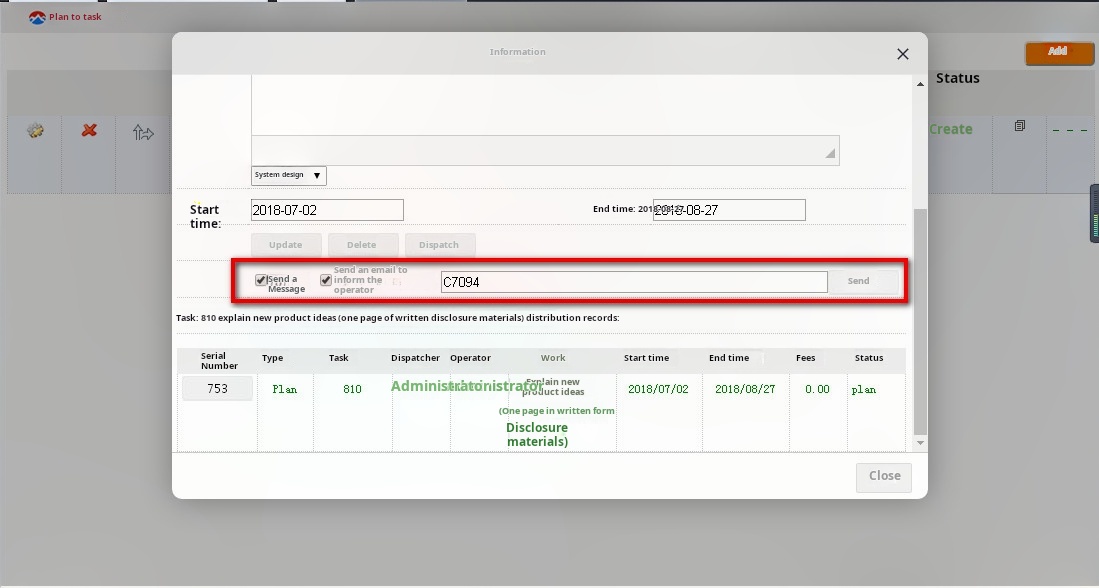 Plan to task
Information
Add
Status
Create
System design
Start
time:
2018-07-02
End time:
2018-08-27
Update
Delete
Dispatch
Send a
Message
Send an email to
inform the
operator
C7094
Send
Task: 810 explain new product ideas (one page of written disclosure materials) distribution records:
Serial
Number
Type
Task
Dispatcher
Operator
Work
Start time
End time
Fees
Status
753
Plan
810
Administrator
Explain new
product ideas
(One page in written form
Disclosure
materials)
2018/07/02
2018/08/27
0.00
plan
Close